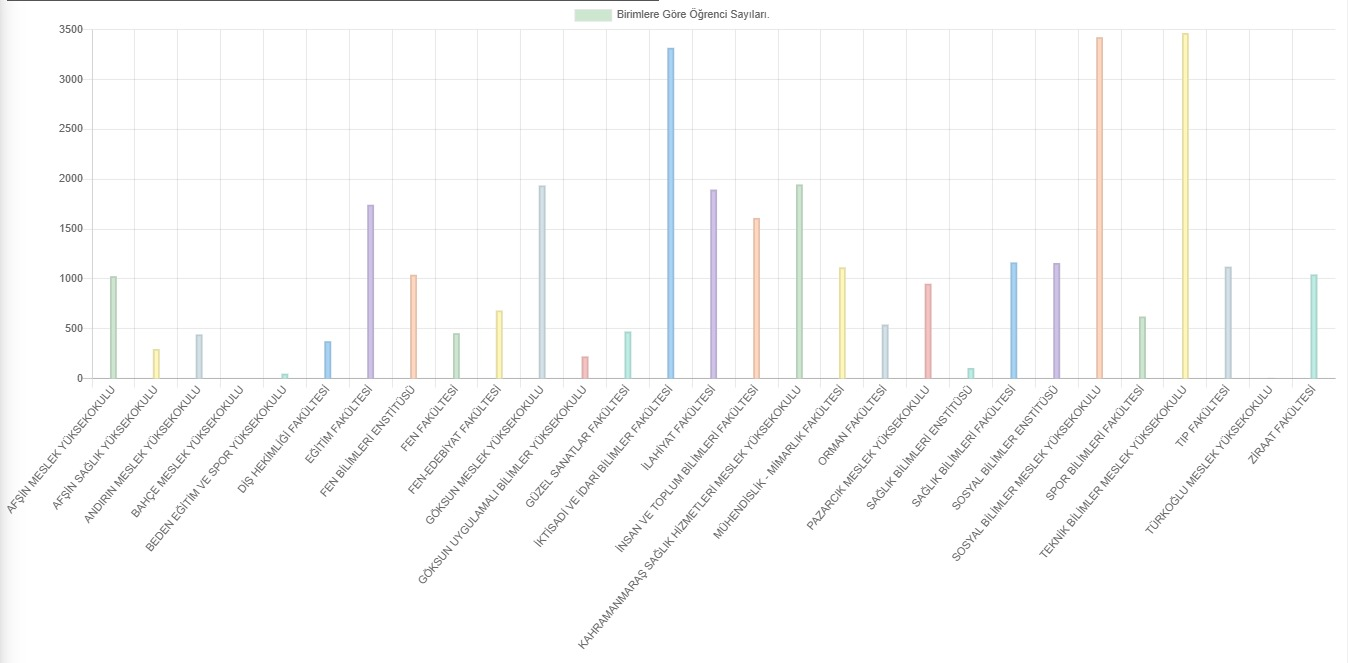 Birimlere Göre Öğrenci Sayıları.
3500
3000
2500
2000
1500
1000
500
0
AFŞİN MESLEK YÜKSEKOKULU
AFŞİN SAĞLIK YÜKSEKOKULU
ANDIRIN MESLEK YÜKSEKOKULU
BAHÇE MESLEK YÜKSEKOKULU
BEDEN EĞİTİM VE SPOR YÜKSEKOKULU
DİŞ HEKİMLİĞİ FAKÜLTESİ
EĞİTİM FAKÜLTESİ
FEN BİLİMLERİ ENSTİTÜSÜ
FEN FAKÜLTESİ
FEN-EDEBİYAT FAKÜLTESİ
GÖKSUN MESLEK YÜKSEKOKULU
GÖKSUN UYGULAMALI BİLİMLER YÜKSEKOKULU
GÜZEL SANATLAR FAKÜLTESİ
İKTİSADİ VE İDARİ BİLİMLER FAKÜLTESİ
İLAHİYAT FAKÜLTESİ
İNSAN VE TOPLUM BİLİMLERİ FAKÜLTESİ
KAHRAMANMARAŞ SAĞLIK HİZMETLERİ MESLEK YÜKSEKOKULU
MÜHENDİSLİK - MİMARLIK FAKÜLTESİ
ORMAN FAKÜLTESİ
PAZARCIK MESLEK YÜKSEKOKULU
SAĞLIK BİLİMLERİ ENSTİTÜSÜ
SAĞLIK BİLİMLERİ FAKÜLTESİ
SOSYAL BİLİMLER ENSTİTÜSÜ
SOSYAL BİLİMLER MESLEK YÜKSEKOKULU
SPOR BİLİMLERİ FAKÜLTESİ
TEKNİK BİLİMLER MESLEK YÜKSEKOKULU
TIP FAKÜLTESİ
TÜRKOĞLU MESLEK YÜKSEKOKULU
ZİRAAT FAKÜLTESİ